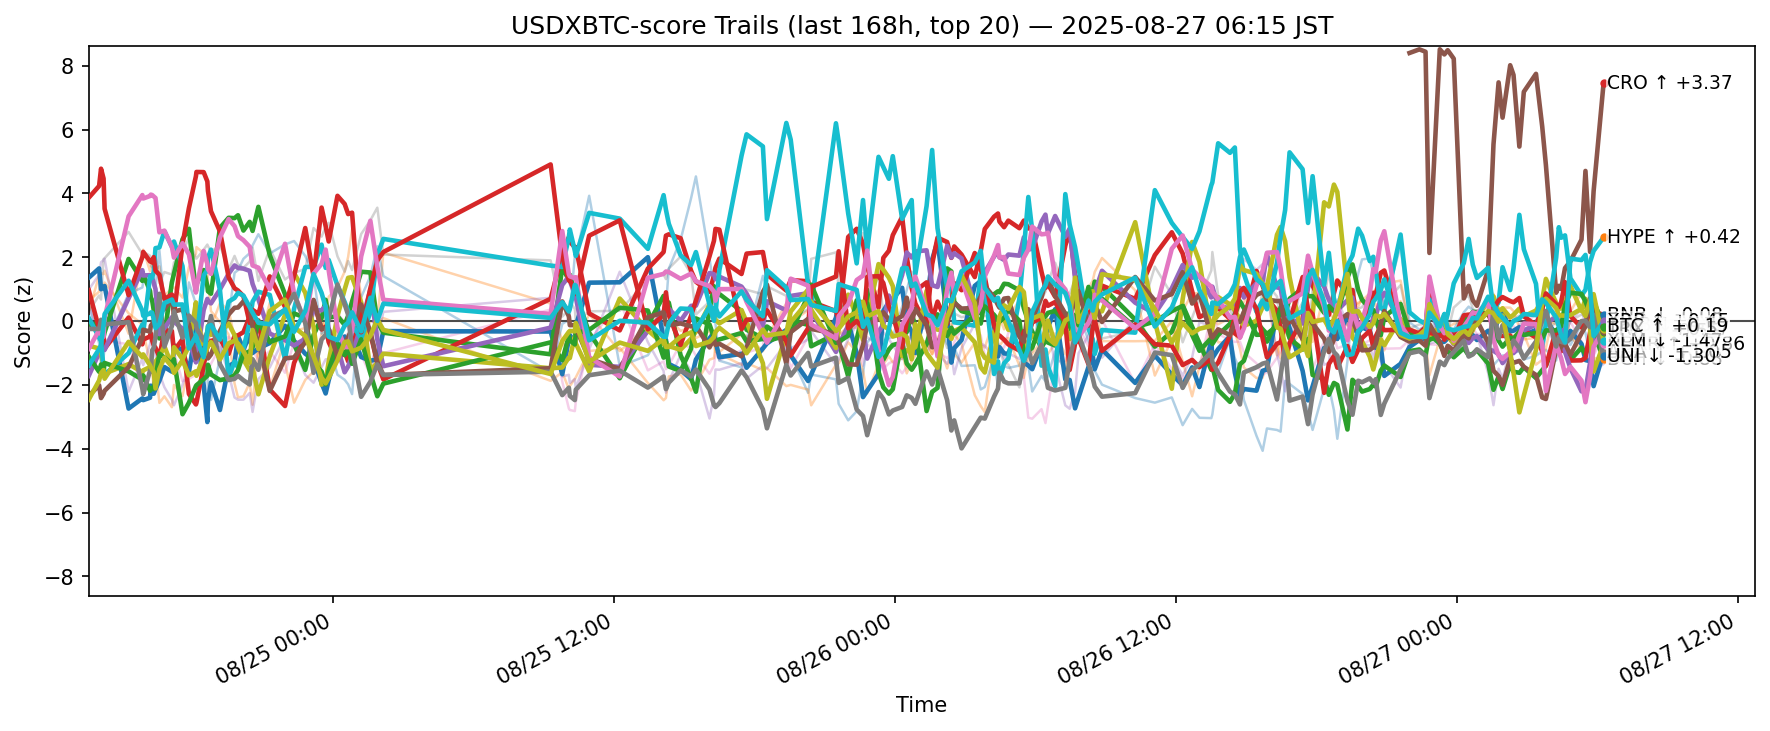 USDXBTC-score Trails (last 168h, top 20) — 2025-08-27 06:15 JST
8
6
4
2
0
−2
−4
−6
−8
Score (z)
CRO ↑ +3.37
HYPE ↑ +0.42
BTC ↑ +0.19
XLM ↓ -1.47
UNI ↓ -1.30
08/25 00:00
08/25 12:00
08/26 00:00
08/26 12:00
08/27 00:00
08/27 12:00
Time